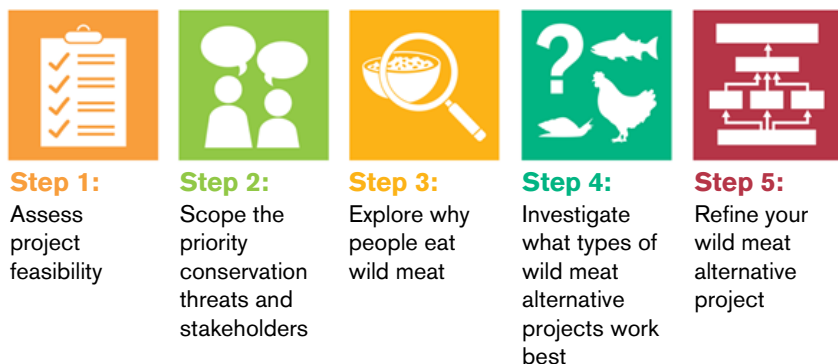 Step 1:
Assess
project
feasibility
Step 2:
Scope the
priority
conservation
threats and
stakeholders
Step 3:
Explore why
people eat
wild meat
Step 4:
Investigate
what types of
wild meat
alternative
projects work
best
Step 5:
Refine your
wild meat
alternative
project